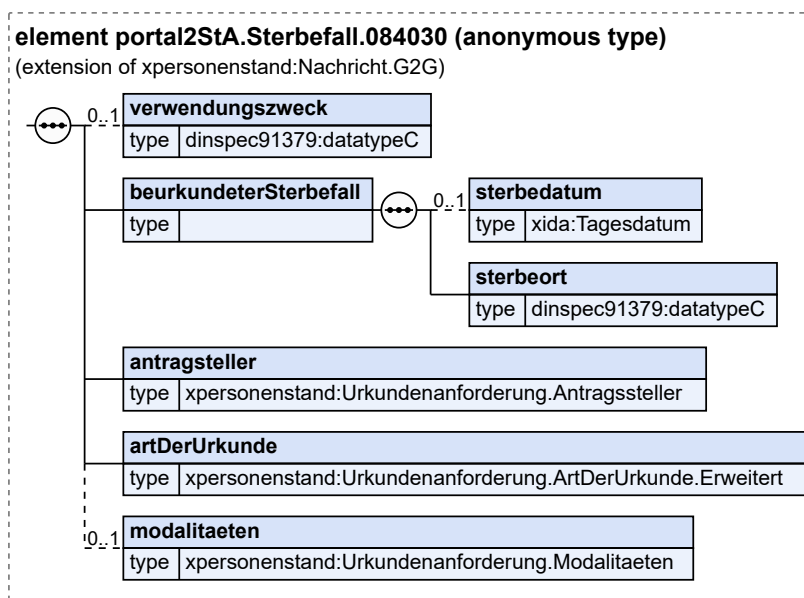 element portal2StA.Sterbefall.084030 (anonymous type)
(extension of xpersonenstand:Nachricht.G2G)
0..1 verwendungszweck
type dinspec91379:datatypeC
beurkundeterSterbefall 0..1 sterbedatum
type type xida:Tagesdatum
sterbeort
type dinspec91379:datatypeC
antragsteller
type xpersonenstand:Urkundenanforderung.Antragssteller
artDerUrkunde
type xpersonenstand:Urkundenanforderung.ArtDerUrkunde.Erweitert
0..1 modalitaeten
type xpersonenstand:Urkundenanforderung.Modalitaeten